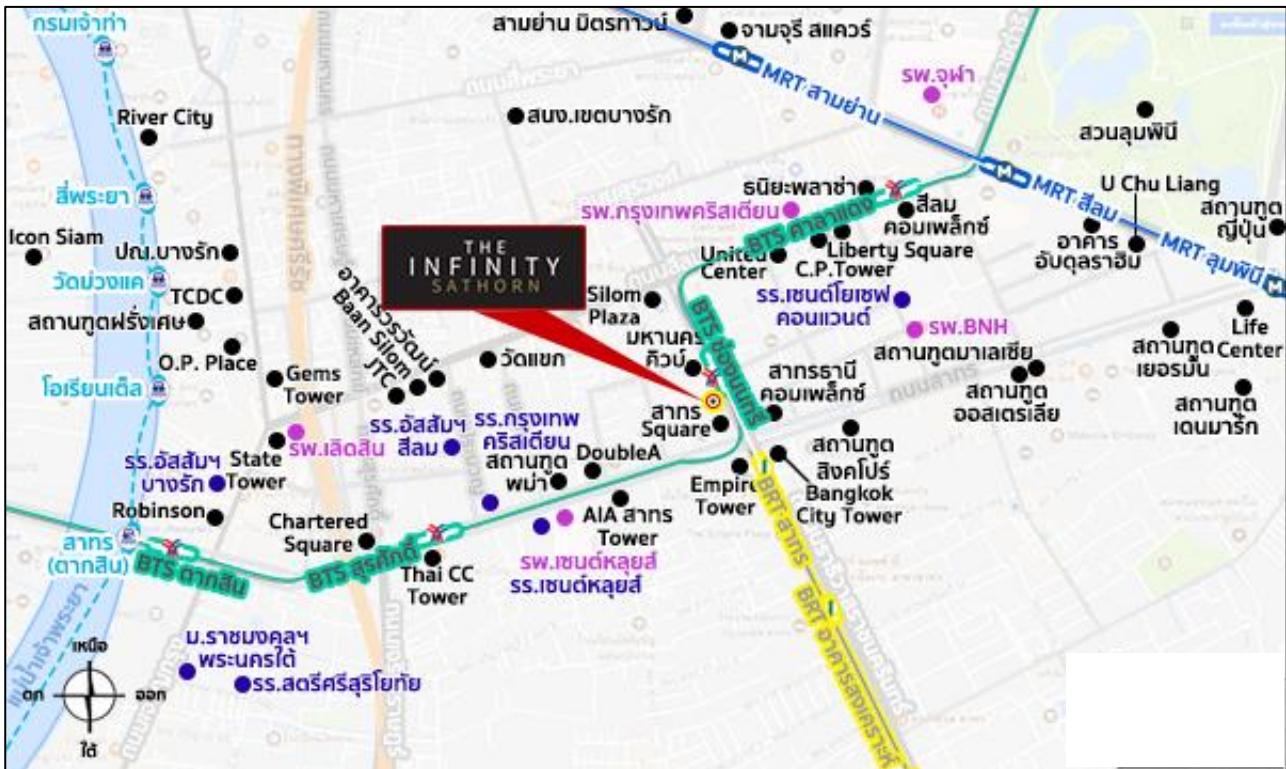 กรมเจ้าท่า
สามย่าน มิตรทาวน์
จามจุรี สแควร์
MRT สามย่าน
รพ.จุฬา
River City
สนง.เขตบางรัก
สวนลุมพินี
สี่พระยา
ธนิยะพลาซ่า
MRT สีลม
U Chu Liang
รพ.กรุงเทพคริสเตียน
BTS ศาลาแดง
สีลม
คอมเพล็กซ์
สถานทูต
ญี่ปุ่น
Icon Siam
ปณ.บางรัก
THE
INFINITY
SATHORN
United
Center
Liberty Square
C.P.Tower
อาคาร
อับดุลราฮิม
MRT ลุมพินี
วัดม่วงแค
TCDC
อาคารวรวัฒน์
Baan Silom
JTC
Silom
Plaza
BTS ช่องนนทรี
รร.เซนต์โยเซฟ
คอนแวนต์
สถานทูตฝรั่งเศษ
รพ.BNH
Life
Center
O.P. Place
วัดแขก
มหานคร
คิวบ์
สถานทูตมาเลเซีย
สถานทูต
เยอรมัน
โอเรียนเต็ล
Gems
Tower
สาทรธานี
คอมเพล็กซ์
สถานทูต
ออสเตรเลีย
สถานทูต
เดนมาร์ก
ถนนสาทร
รพ.เลิดสิน
รร.อัสสัมฯ
สีลม
รร.กรุงเทพ
คริสเตียน
สาทร
Square
สถานทูต
สิงคโปร์
รร.อัสสัมฯ
บางรัก
State
Tower
สถานทูต
พม่า
DoubleA
Empire
Tower
Bangkok
City Tower
Robinson
Chartered
Square
AIA สาทร
Tower
BRT สาทร
สาทร
(ตากสิน)
BTS ตากสิน
BTS สุรศักดิ์
Thai CC
Tower
รพ.เซนต์หลุยส์
รร.เซนต์หลุยส์
BRT อาคารสงเคราะห์
แม่น้ำเจ้าพระยา
ม.ราชมงคลฯ
พระนครใต้
รร.สตรีศรีสุริโยทัย
เหนือ
ตก
ออก
ใต้